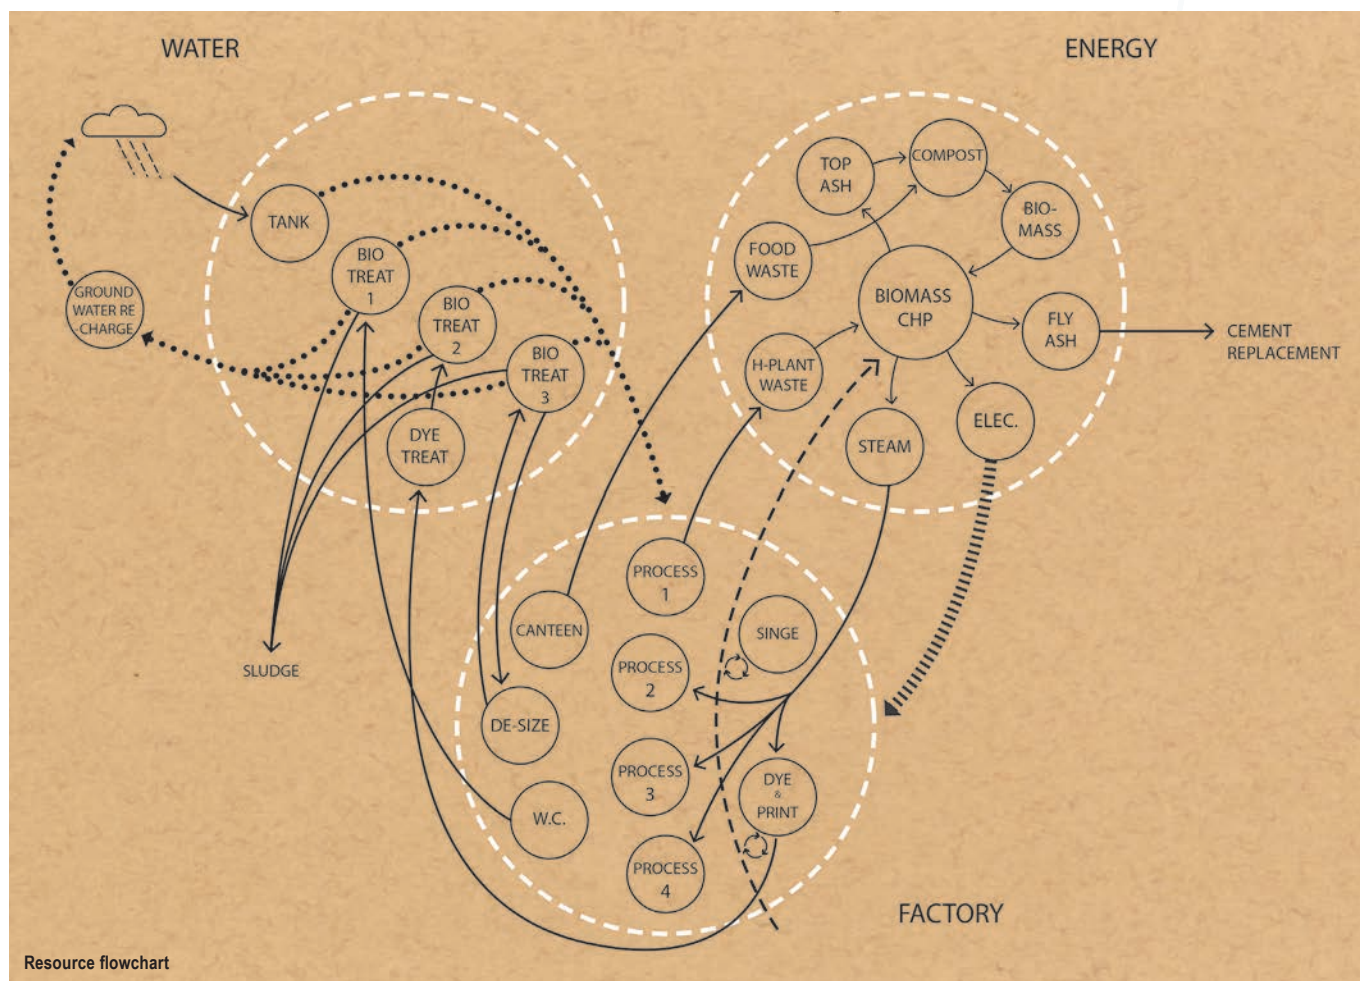 WATER
ENERGY
TANK
BIO
TREAT
1
BIO
TREAT
2
BIO
TREAT
3
DYE
TREAT
GROUND
WATER RE
-CHARGE
SLUDGE
TOP
ASH
COMPOST
BIO-
MASS
FOOD
WASTE
BIOMASS
CHP
FLY
ASH
CEMENT
REPLACEMENT
H-PLANT
WASTE
STEAM
ELEC.
PROCESS
1
CANTEEN
SINGE
PROCESS
2
DE-SIZE
PROCESS
3
DYE
&
PRINT
W.C.
PROCESS
4
FACTORY
Resource flowchart